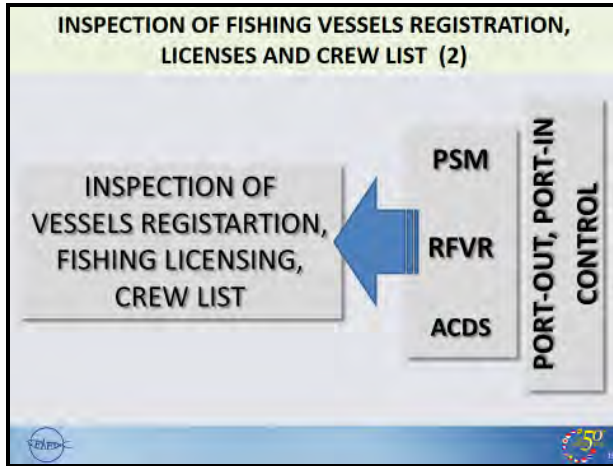 INSPECTION OF FISHING VESSELS REGISTRATION,
LICENSES AND CREW LIST (2)
INSPECTION OF
VESSELS REGISTARTION,
FISHING LICENSING,
CREW LIST
PSM
RFVR
ACDS
PORT-OUT, PORT-IN
CONTROL
50